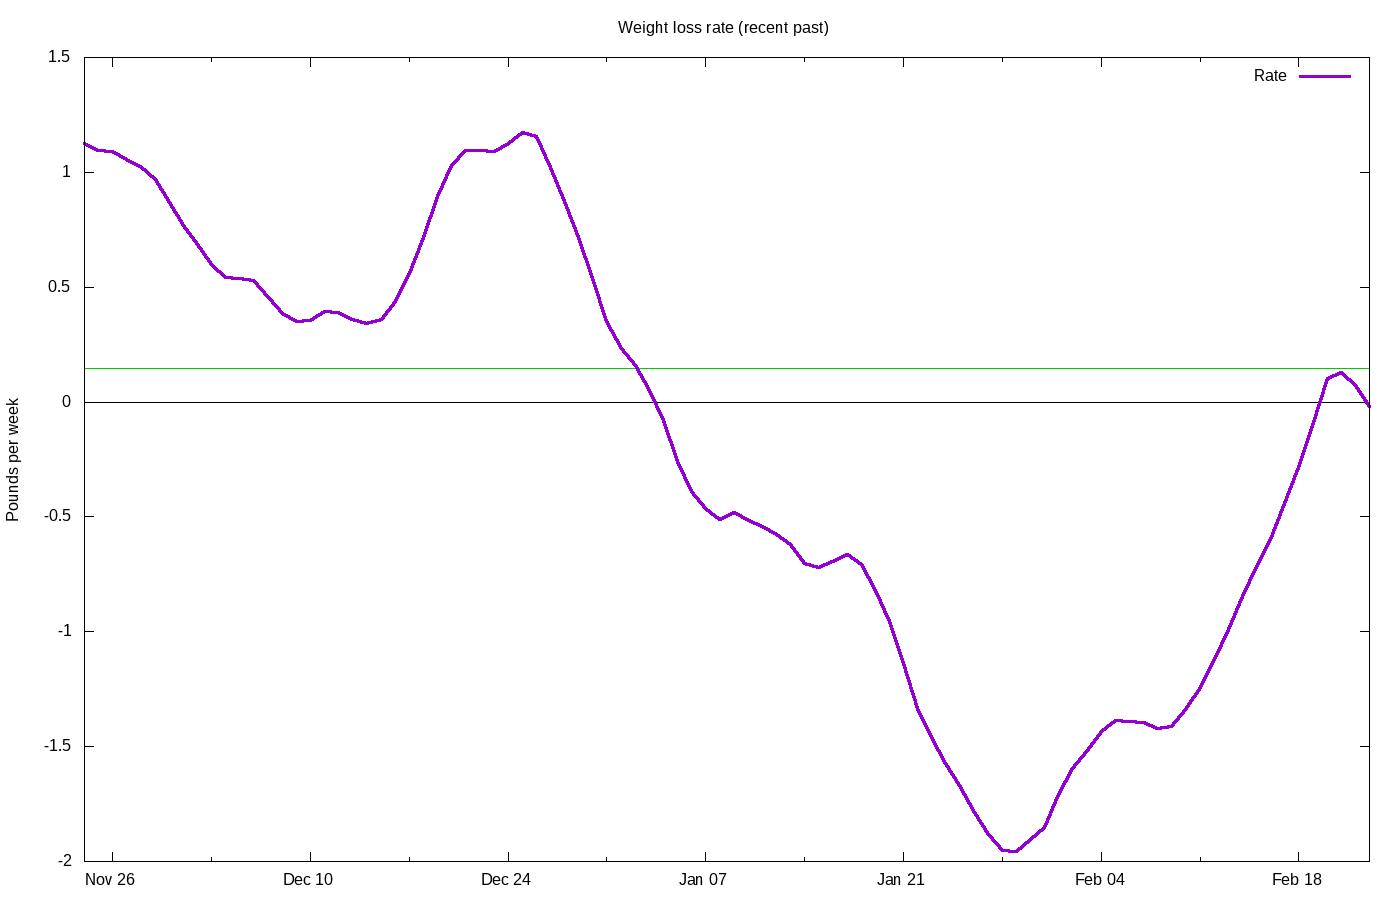 Weight loss rate (recent past)
Rate
Pounds per week
1.5
1
0.5
0
-0.5
-1
-1.5
-2
Nov 26
Dec 10
Dec 24
Jan 07
Jan 21
Feb 04
Feb 18